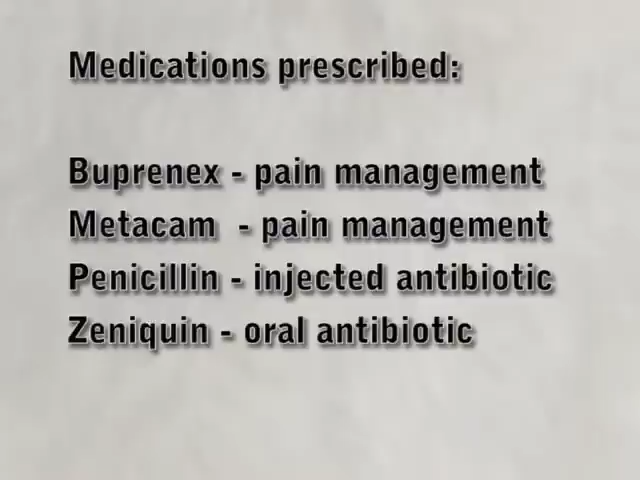 Medications prescribed:
Buprenex - pain management
Metacam - pain management
Penicillin - injected antibiotic
Zeniquin - oral antibiotic